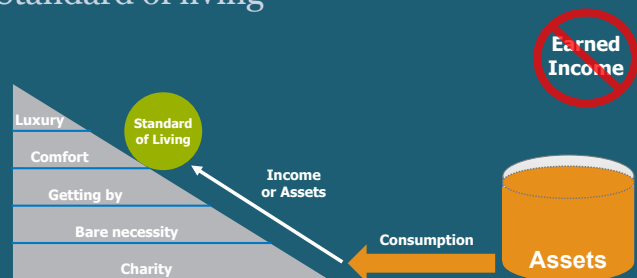 Standard of living
Earned
Income
Luxury
Standard
of Living
Comfort
Income
or Assets
Getting by
Bare necessity
Consumption
Assets
Charity